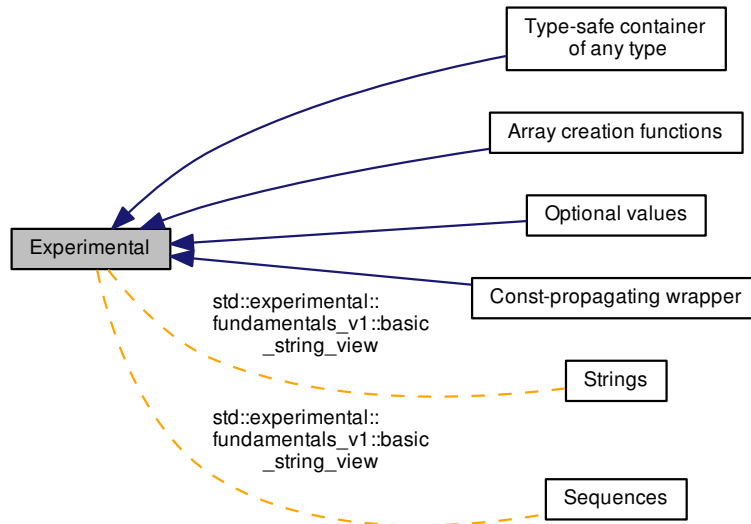 Type-safe container
of any type
Array creation functions
Optional values
Experimental
Const-propagating wrapper
std::experimental::
fundamentals_v1::basic
_string_view
Strings
std::experimental::
fundamentals_v1::basic
_string_view
Sequences